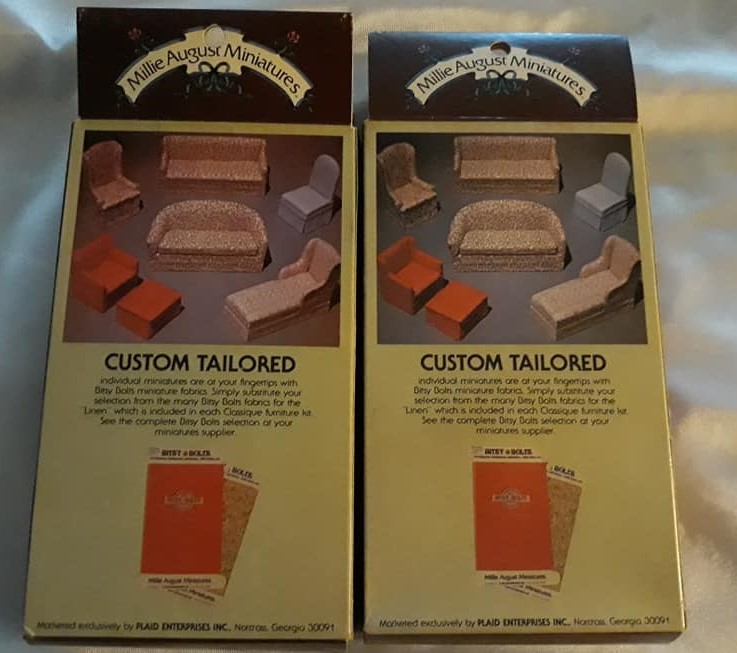 Millie August Miniatures
CUSTOM TAILORED
individual miniatures are at your fingertips with
Bitsy Bolts miniature fabrics. Simply substitute your
selection from the many Bitsy Bolts fabrics for the
"Linen" which is included in each Classique furniture kit.
See the complete Bitsy Bolts selection at your
miniatures supplier.
BITSY BOLTS
BOLTS
Millie August Miniatures
Marketed exclusively by PLAID ENTERPRISES INC., Norcross, Georgia 30091
Millie August Miniatures
CUSTOM TAILORED
individual miniatures are at your fingertips with
Bitsy Bolts miniature fabrics. Simply substitute your
selection from the many Bitsy Bolts fabrics for the
"Linen" which is included in each Classique furniture kit.
See the complete Bitsy Bolts selection at your
miniatures supplier.
BITSY BOLTS
BOLTS
Millie August Miniatures
Marketed exclusively by PLAID ENTERPRISES INC., Norcross, Georgia 30091